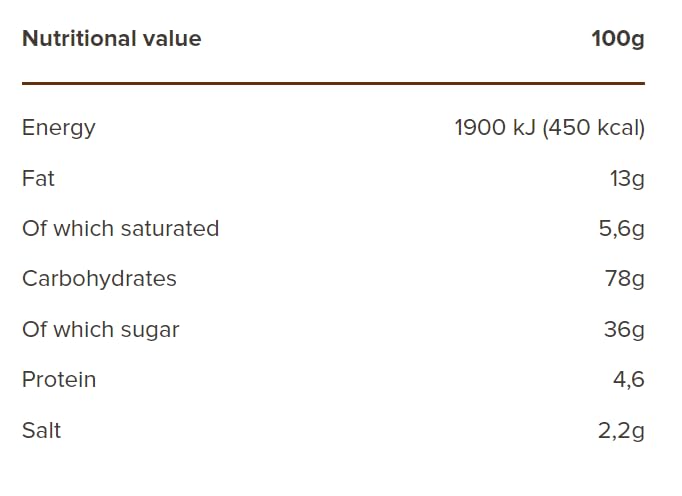 Nutritional value 100g
Energy 1900 kJ (450 kcal)
Fat 13g
Of which saturated 5,6g
Carbohydrates 78g
Of which sugar 36g
Protein 4,6
Salt 2,2g